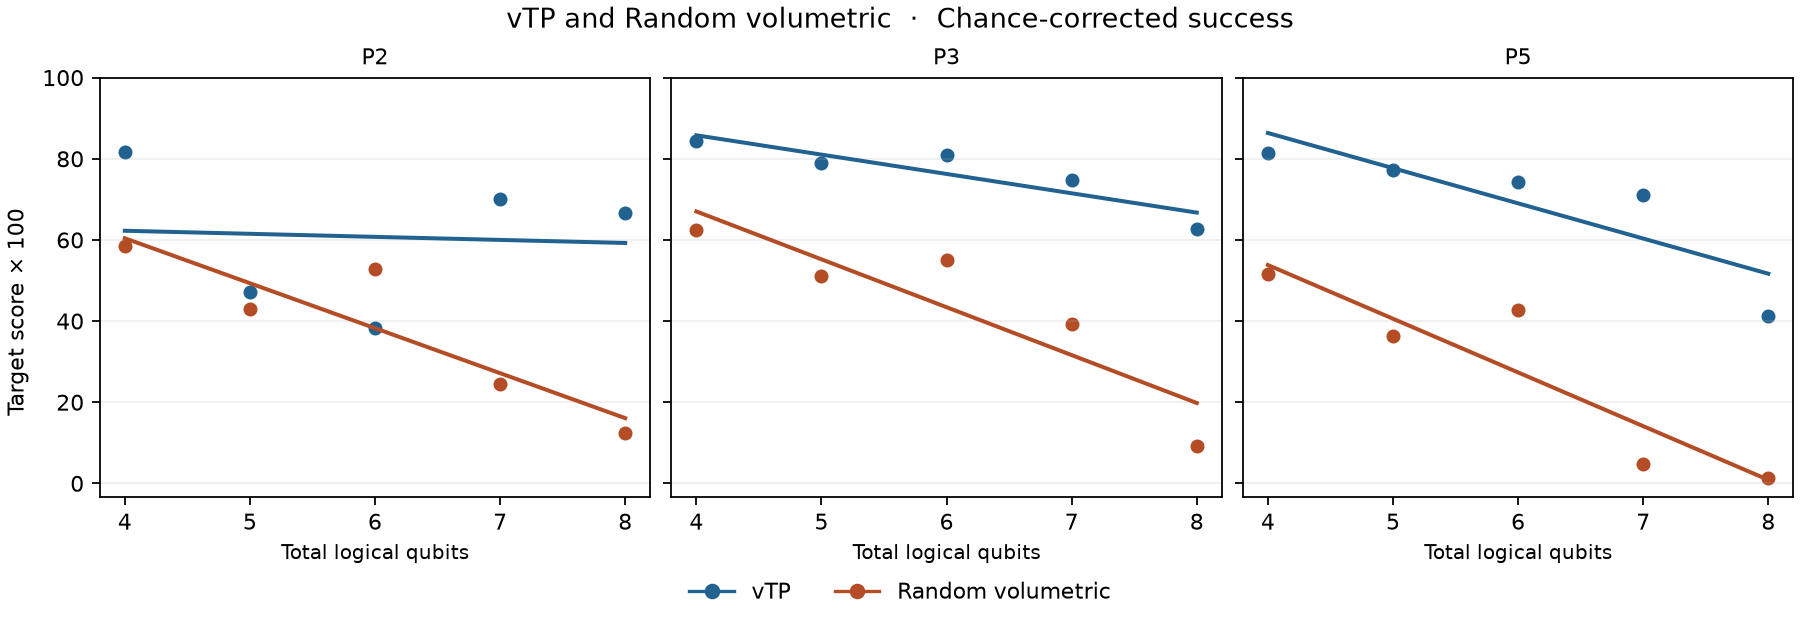 vTP and Random volumetric · Chance-corrected success
P2
P3
P5
Target score × 100
100
80
60
40
20
0
4 5 6 7 8
4 5 6 7 8
4 5 6 7 8
Total logical qubits
Total logical qubits
Total logical qubits
vTP
Random volumetric